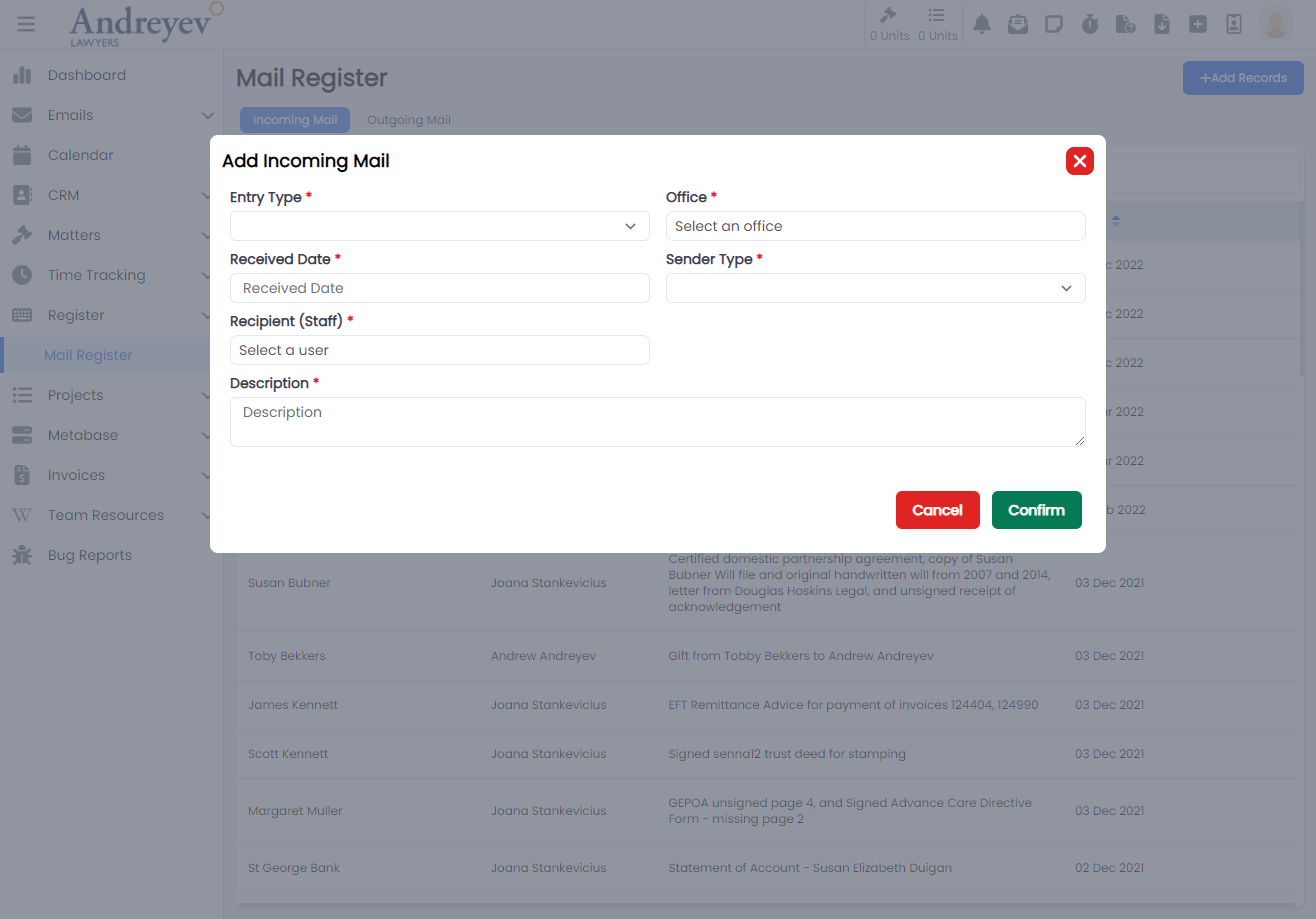 Andreyev
LAWYERS
0 Units 0 Units
Dashboard
Emails
Calendar
CRM
Matters
Time Tracking
Register
Mail Register
Projects
Metabase
Invoices
Team Resources
Bug Reports
Mail Register
+Add Records
Incoming Mail Outgoing Mail
Add Incoming Mail
Entry Type *
Office *
Select an office
Received Date *
Received Date
Sender Type *
Recipient (Staff) *
Select a user
Description *
Description
Cancel Confirm
2022
2022
2022
2022
2022
2022
Susan Bubner
Joana Stankevicius
Certified domestic partnership agreement, copy of Susan
Bubner Will file and original handwritten will from 2007 and 2014,
letter from Douglas Hoskins Legal, and unsigned receipt of
acknowledgement
03 Dec 2021
Toby Bekkers Andrew Andreyev Gift from Tobby Bekkers to Andrew Andreyev 03 Dec 2021
James Kennett Joana Stankevicius EFT Remittance Advice for payment of invoices 124404, 124990 03 Dec 2021
Scott Kennett Joana Stankevicius Signed senna12 trust deed for stamping 03 Dec 2021
Margaret Muller
Joana Stankevicius
GEPOA unsigned page 4, and Signed Advance Care Directive
Form - missing page 2
03 Dec 2021
St George Bank Joana Stankevicius Statement of Account - Susan Elizabeth Duigan 02 Dec 2021